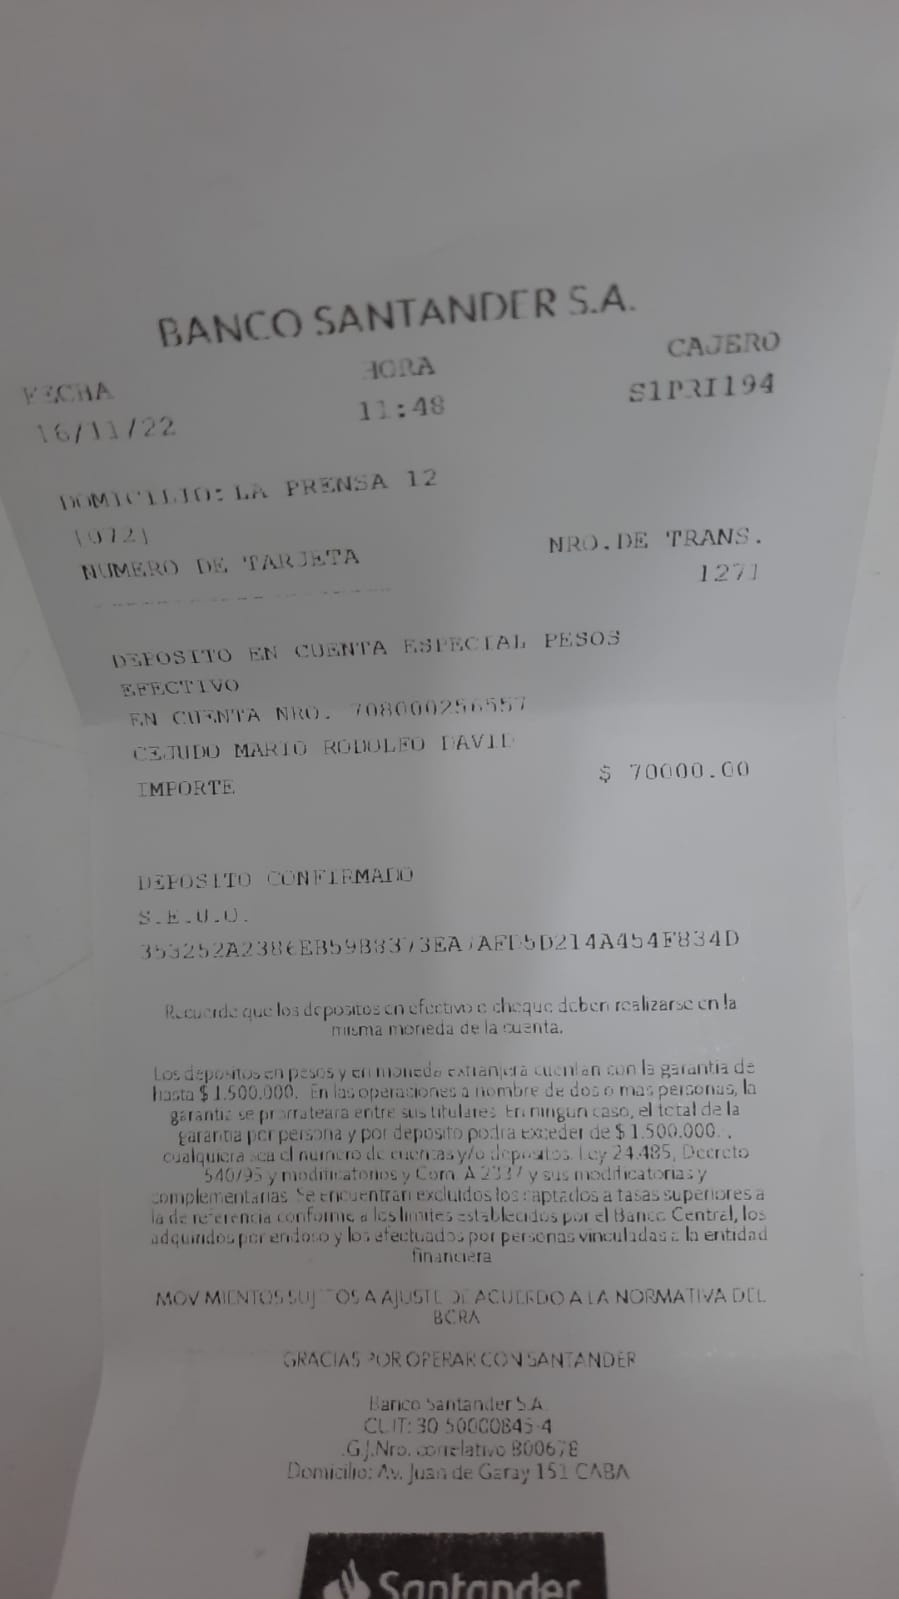 BANCO SANTANDER S.A.
FECHA HORA CAJERO
16/11/22 11:48 S1PRI194
DOMICILIO: LA PRENSA 12
(072)
NUMERO DE TARJETA NRO.DE TRANS.
1271
DEPOSITO EN CUENTA ESPECIAL PESOS
EFECTIVO
EN CUENTA NRO. 708000256557
CEJUDO MARIO RODOLFO DAVID
IMPORTE $ 70000.00
DEPOSITO CONFIRMADO
S.E.U.O.
Recuerde que los depositos en efectivo o cheque deben realizarse en la
misma moneda de la cuenta.
Los depositos en pesos y en moneda extranjera cuentan con la garantia de
hasta $ 1.500.000. En las operaciones a nombre de dos o mas personas, la
garantia se prorrateara entre sus titulares. En ningun caso, el total de la
garantia por persona y por deposito podra exceder de $ 1.500.000. ,
cualquiera sea el numero de cuentas y/o depositos. Ley 24.485, Decreto
540/95 y modificatorios y Com. A 2337 y sus modificatorias y
complementarias. Se encuentran excluidos los captados a tasas superiores a
la de referencia conforme a los limites establecidos por el Banco Central, los
adquiridos por endoso y los efectuados por personas vinculadas a la entidad
financiera
MOVIMIENTOS SUJETOS A AJUSTE DE ACUERDO A LA NORMATIVA DEL
BCRA
GRACIAS POR OPERAR CON SANTANDER
Banco Santander S.A.
CUIT: 30 50000845-4
.G.J.Nro. correlativo 800678
Domicilio: Av. Juan de Garay 151 CABA
Santander